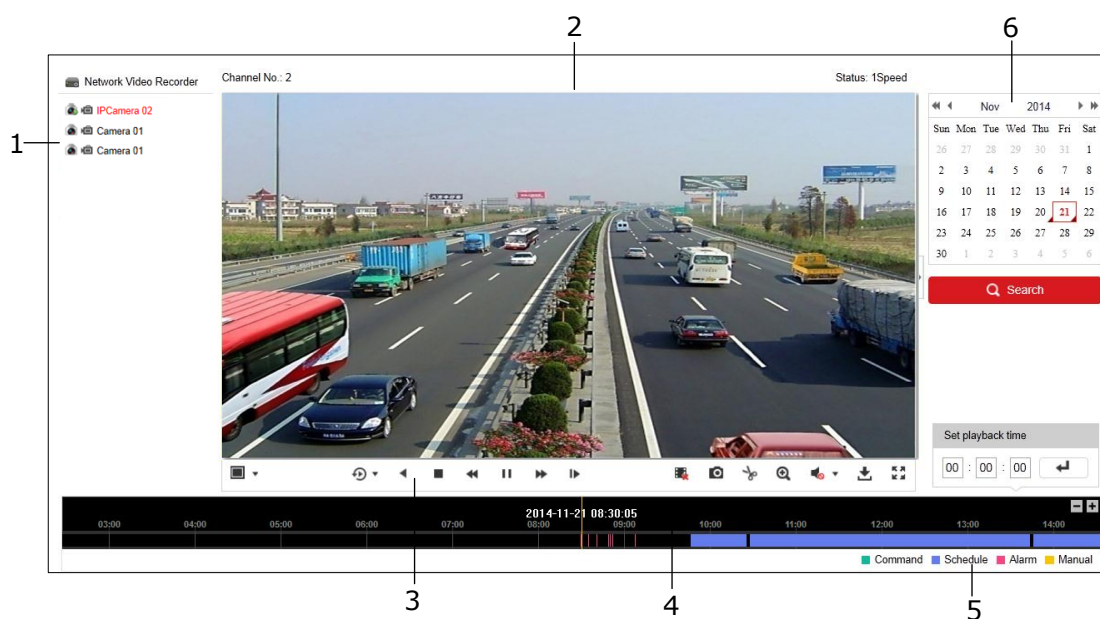 2
6
Network Video Recorder
Channel No.: 2
Status: 1Speed
IPCamera 02
1
Camera 01
Camera 01
Nov 2014
Sun Mon Tue Wed Thu Fri Sat
26 27 28 29 30 31 1
2 3 4 5 6 7 8
9 10 11 12 13 14 15
16 17 18 19 20 21 22
23 24 25 26 27 28 29
30 1 2 3 4 5 6
Search
Set playback time
00 : 00 : 00
2014-11-21 08:30:05
03:00 04:00 05:00 06:00 07:00 08:00 09:00 10:00 11:00 12:00 13:00 14:00
Command Schedule Alarm Manual
3
4
5